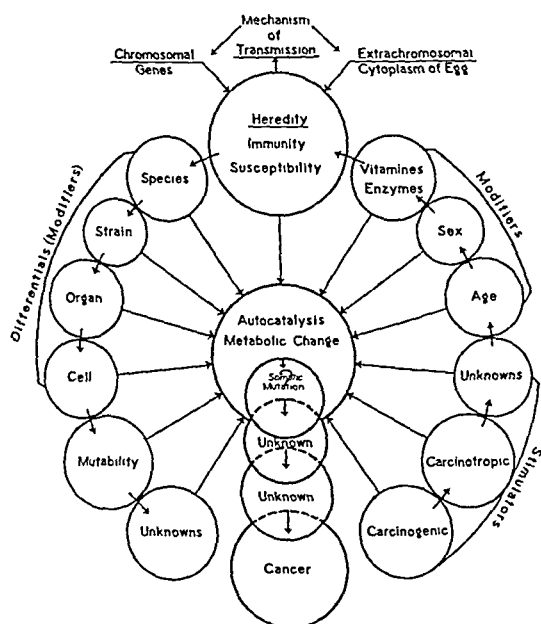 Mechanism
of
Transmission
Chromosomal
Genes
Extrachromosomal
Cytoplasm of Egg
Heredity
Immunity
Susceptibility
Species
Strain
Organ
Cell
Mutability
Unknowns
Differentials (Modifiers)
Vitamines
Enzymes
Sex
Age
Unknowns
Carcinotropic
Carcinogenic
Modifiers
Stimulators
Autocatalysis
Metabolic Change
Somatic
Mutation
Unknown
Unknown
Cancer